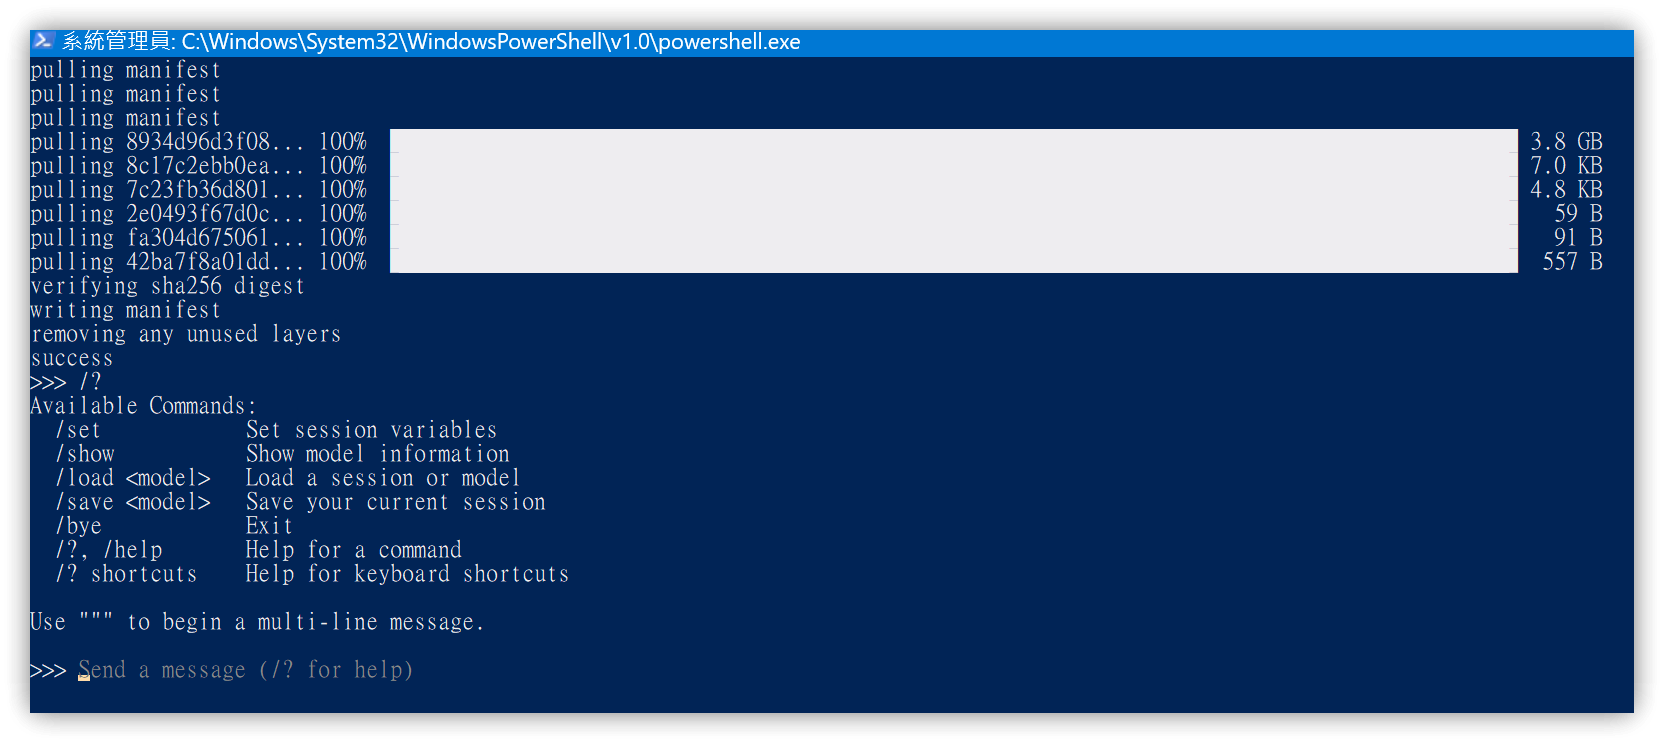 系統管理員: C:\Windows\System32\WindowsPowerShell\v1.0\powershell.exe
pulling manifest
pulling manifest
pulling manifest
pulling 8934d96d3f08... 100% 3.8 GB
pulling 8c17c2ebb0ea... 100% 7.0 KB
pulling 7c23fb36d801... 100% 4.8 KB
pulling 2e0493f67d0c... 100% 59 B
pulling fa304d675061... 100% 91 B
pulling 42ba7f8a01dd... 100% 557 B
verifying sha256 digest
writing manifest
removing any unused layers
success
>>> /?
Available Commands:
/set Set session variables
/show Show model information
/load <model> Load a session or model
/save <model> Save your current session
/bye Exit
/?, /help Help for a command
/? shortcuts Help for keyboard shortcuts
Use """ to begin a multi-line message.
>>> Send a message (/? for help)